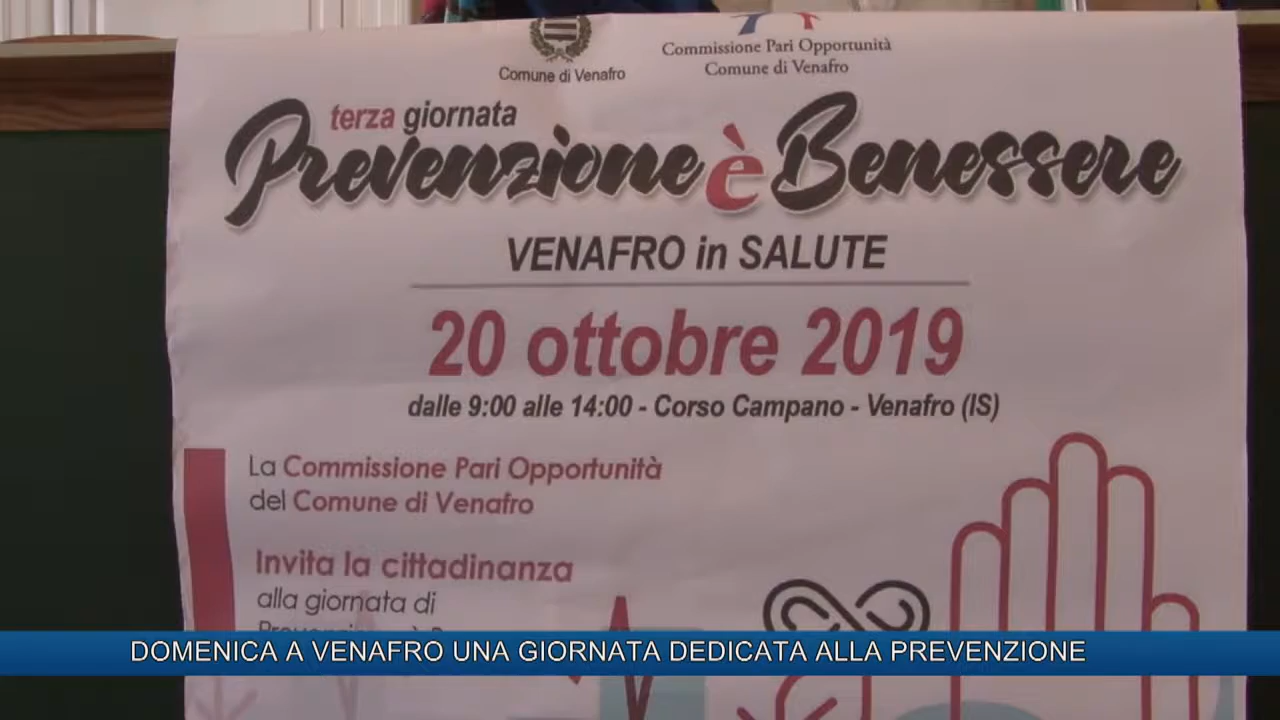 Comune di Venafro
Commissione Pari Opportunità
Comune di Venafro
terza giornata
Prevenzione è Benessere
VENAFRO in SALUTE
20 ottobre 2019
dalle 9:00 alle 14:00 - Corso Campano - Venafro (IS)
La Commissione Pari Opportunità
del Comune di Venafro
Invita la cittadinanza
alla giornata di
DOMENICA A VENAFRO UNA GIORNATA DEDICATA ALLA PREVENZIONE